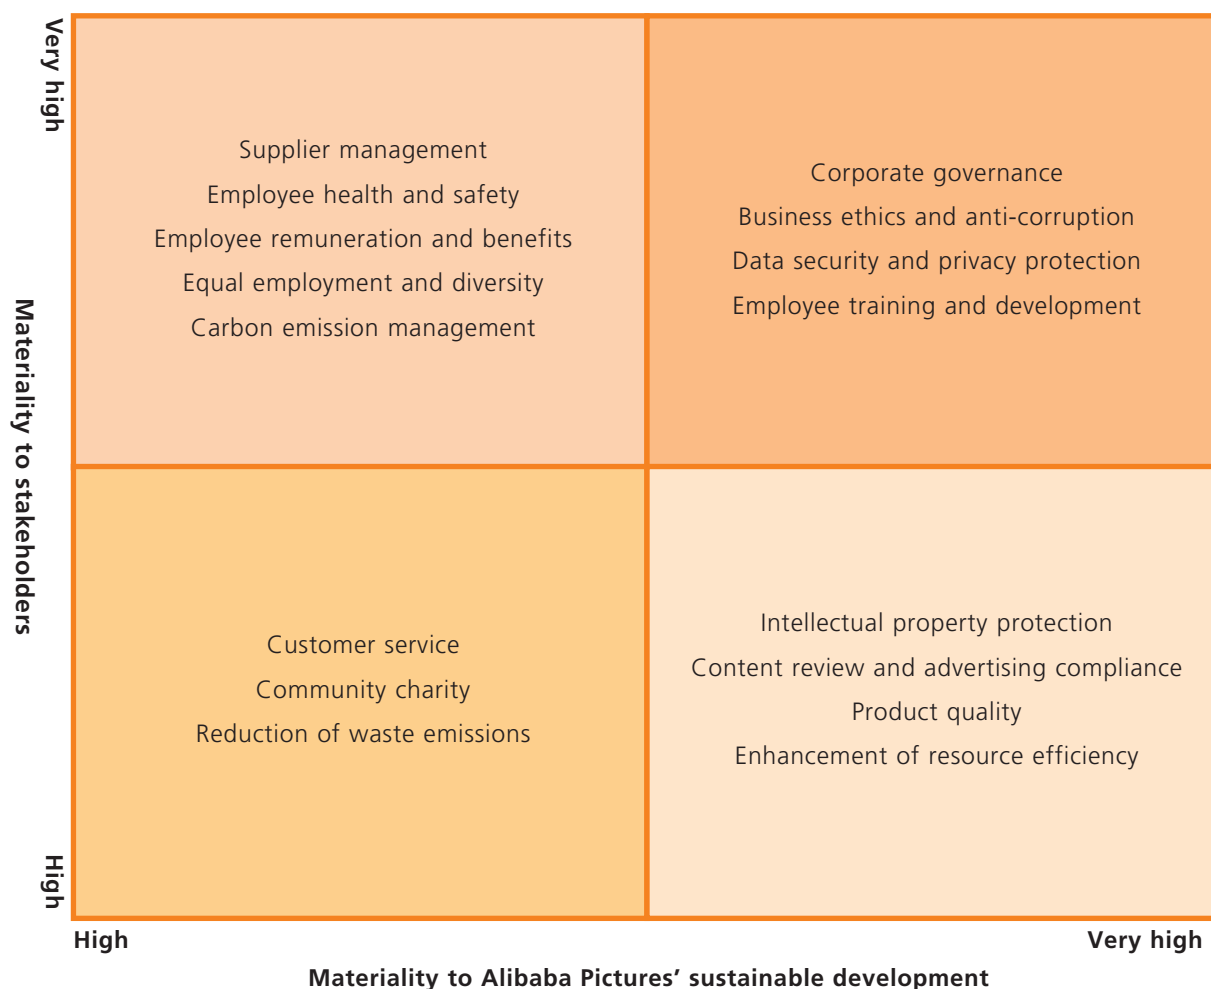 Very high
Materiality to stakeholders
High
Supplier management
Employee health and safety
Employee remuneration and benefits
Equal employment and diversity
Carbon emission management
Corporate governance
Business ethics and anti-corruption
Data security and privacy protection
Employee training and development
Customer service
Community charity
Reduction of waste emissions
Intellectual property protection
Content review and advertising compliance
Product quality
Enhancement of resource efficiency
High
Very high
Materiality to Alibaba Pictures’ sustainable development